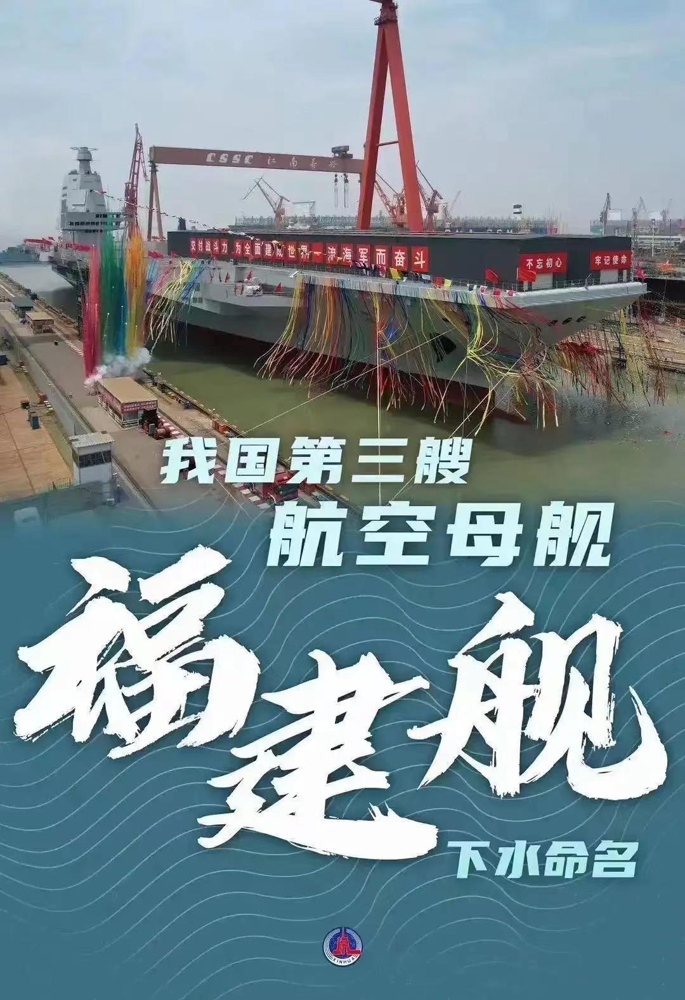 CSSC 江南长兴
交付战斗力 为全面建成世界一流海军而奋斗
不忘初心
牢记使命
我国第三艘
航空母舰
福建舰
下水命名
XINHUA